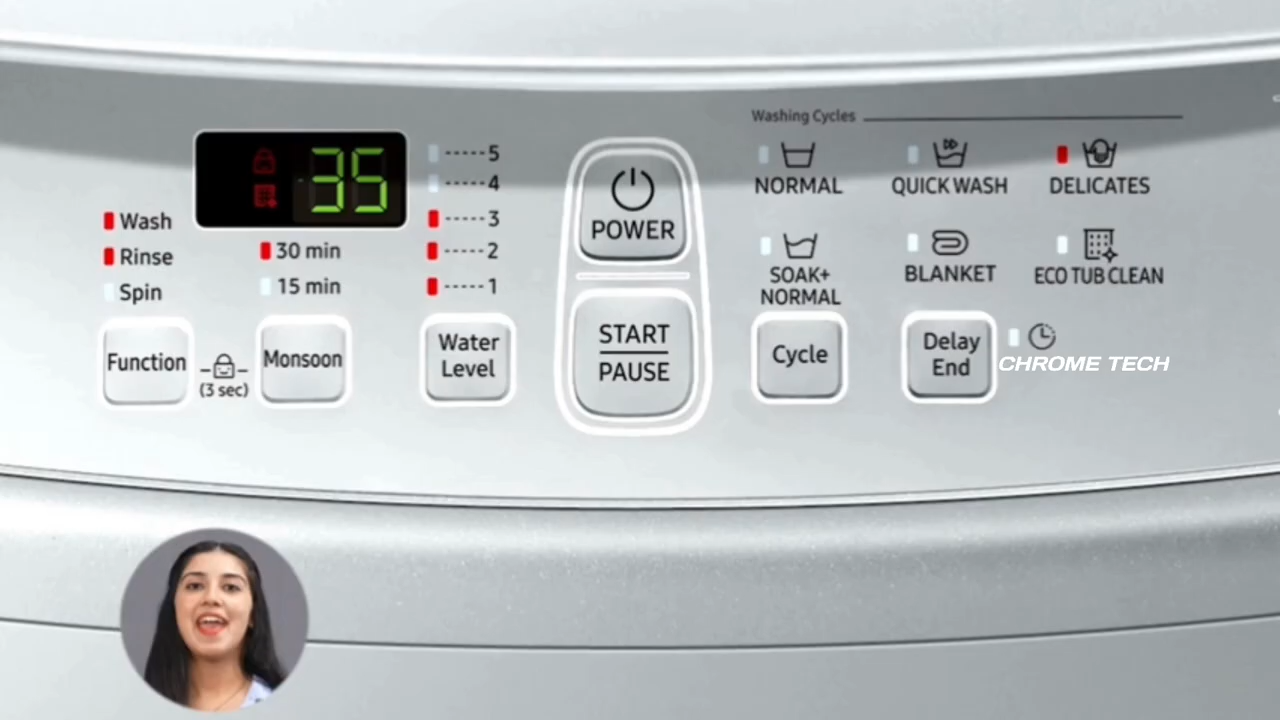 Washing Cycles
35
Wash
Rinse
Spin
30 min
15 min
-----5
-----4
-----3
-----2
-----1
POWER
START
PAUSE
NORMAL
QUICK WASH
DELICATES
SOAK+
NORMAL
BLANKET
ECO TUB CLEAN
Function
(3 sec)
Monsoon
Water
Level
Cycle
Delay
End
CHROME TECH